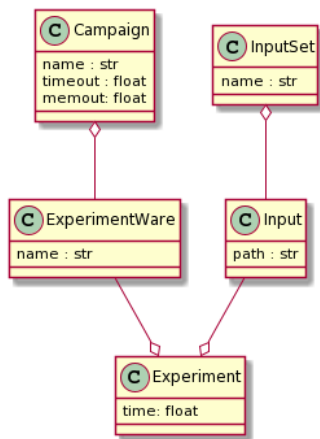 C Campaign
name : str
timeout : float
memout: float
C InputSet
name : str
C ExperimentWare
name : str
C Input
path : str
C Experiment
time: float